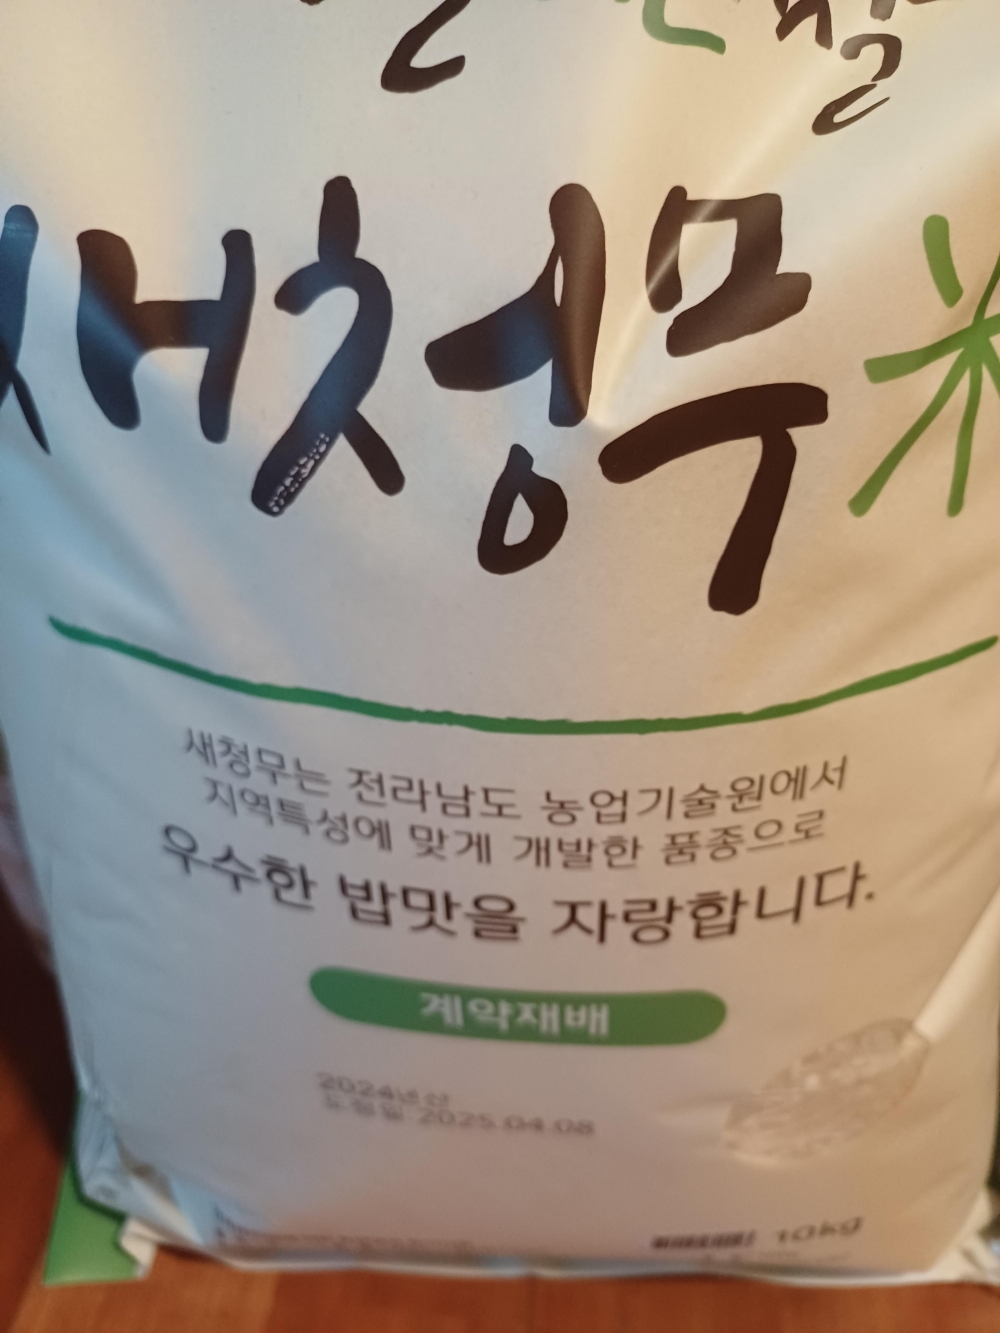 새청무米
새청무는 전라남도 농업기술원에서
지역특성에 맞게 개발한 품종으로
우수한 밥맛을 자랑합니다.
계약재배
2024년산
도정일 2025.04.08
10kg